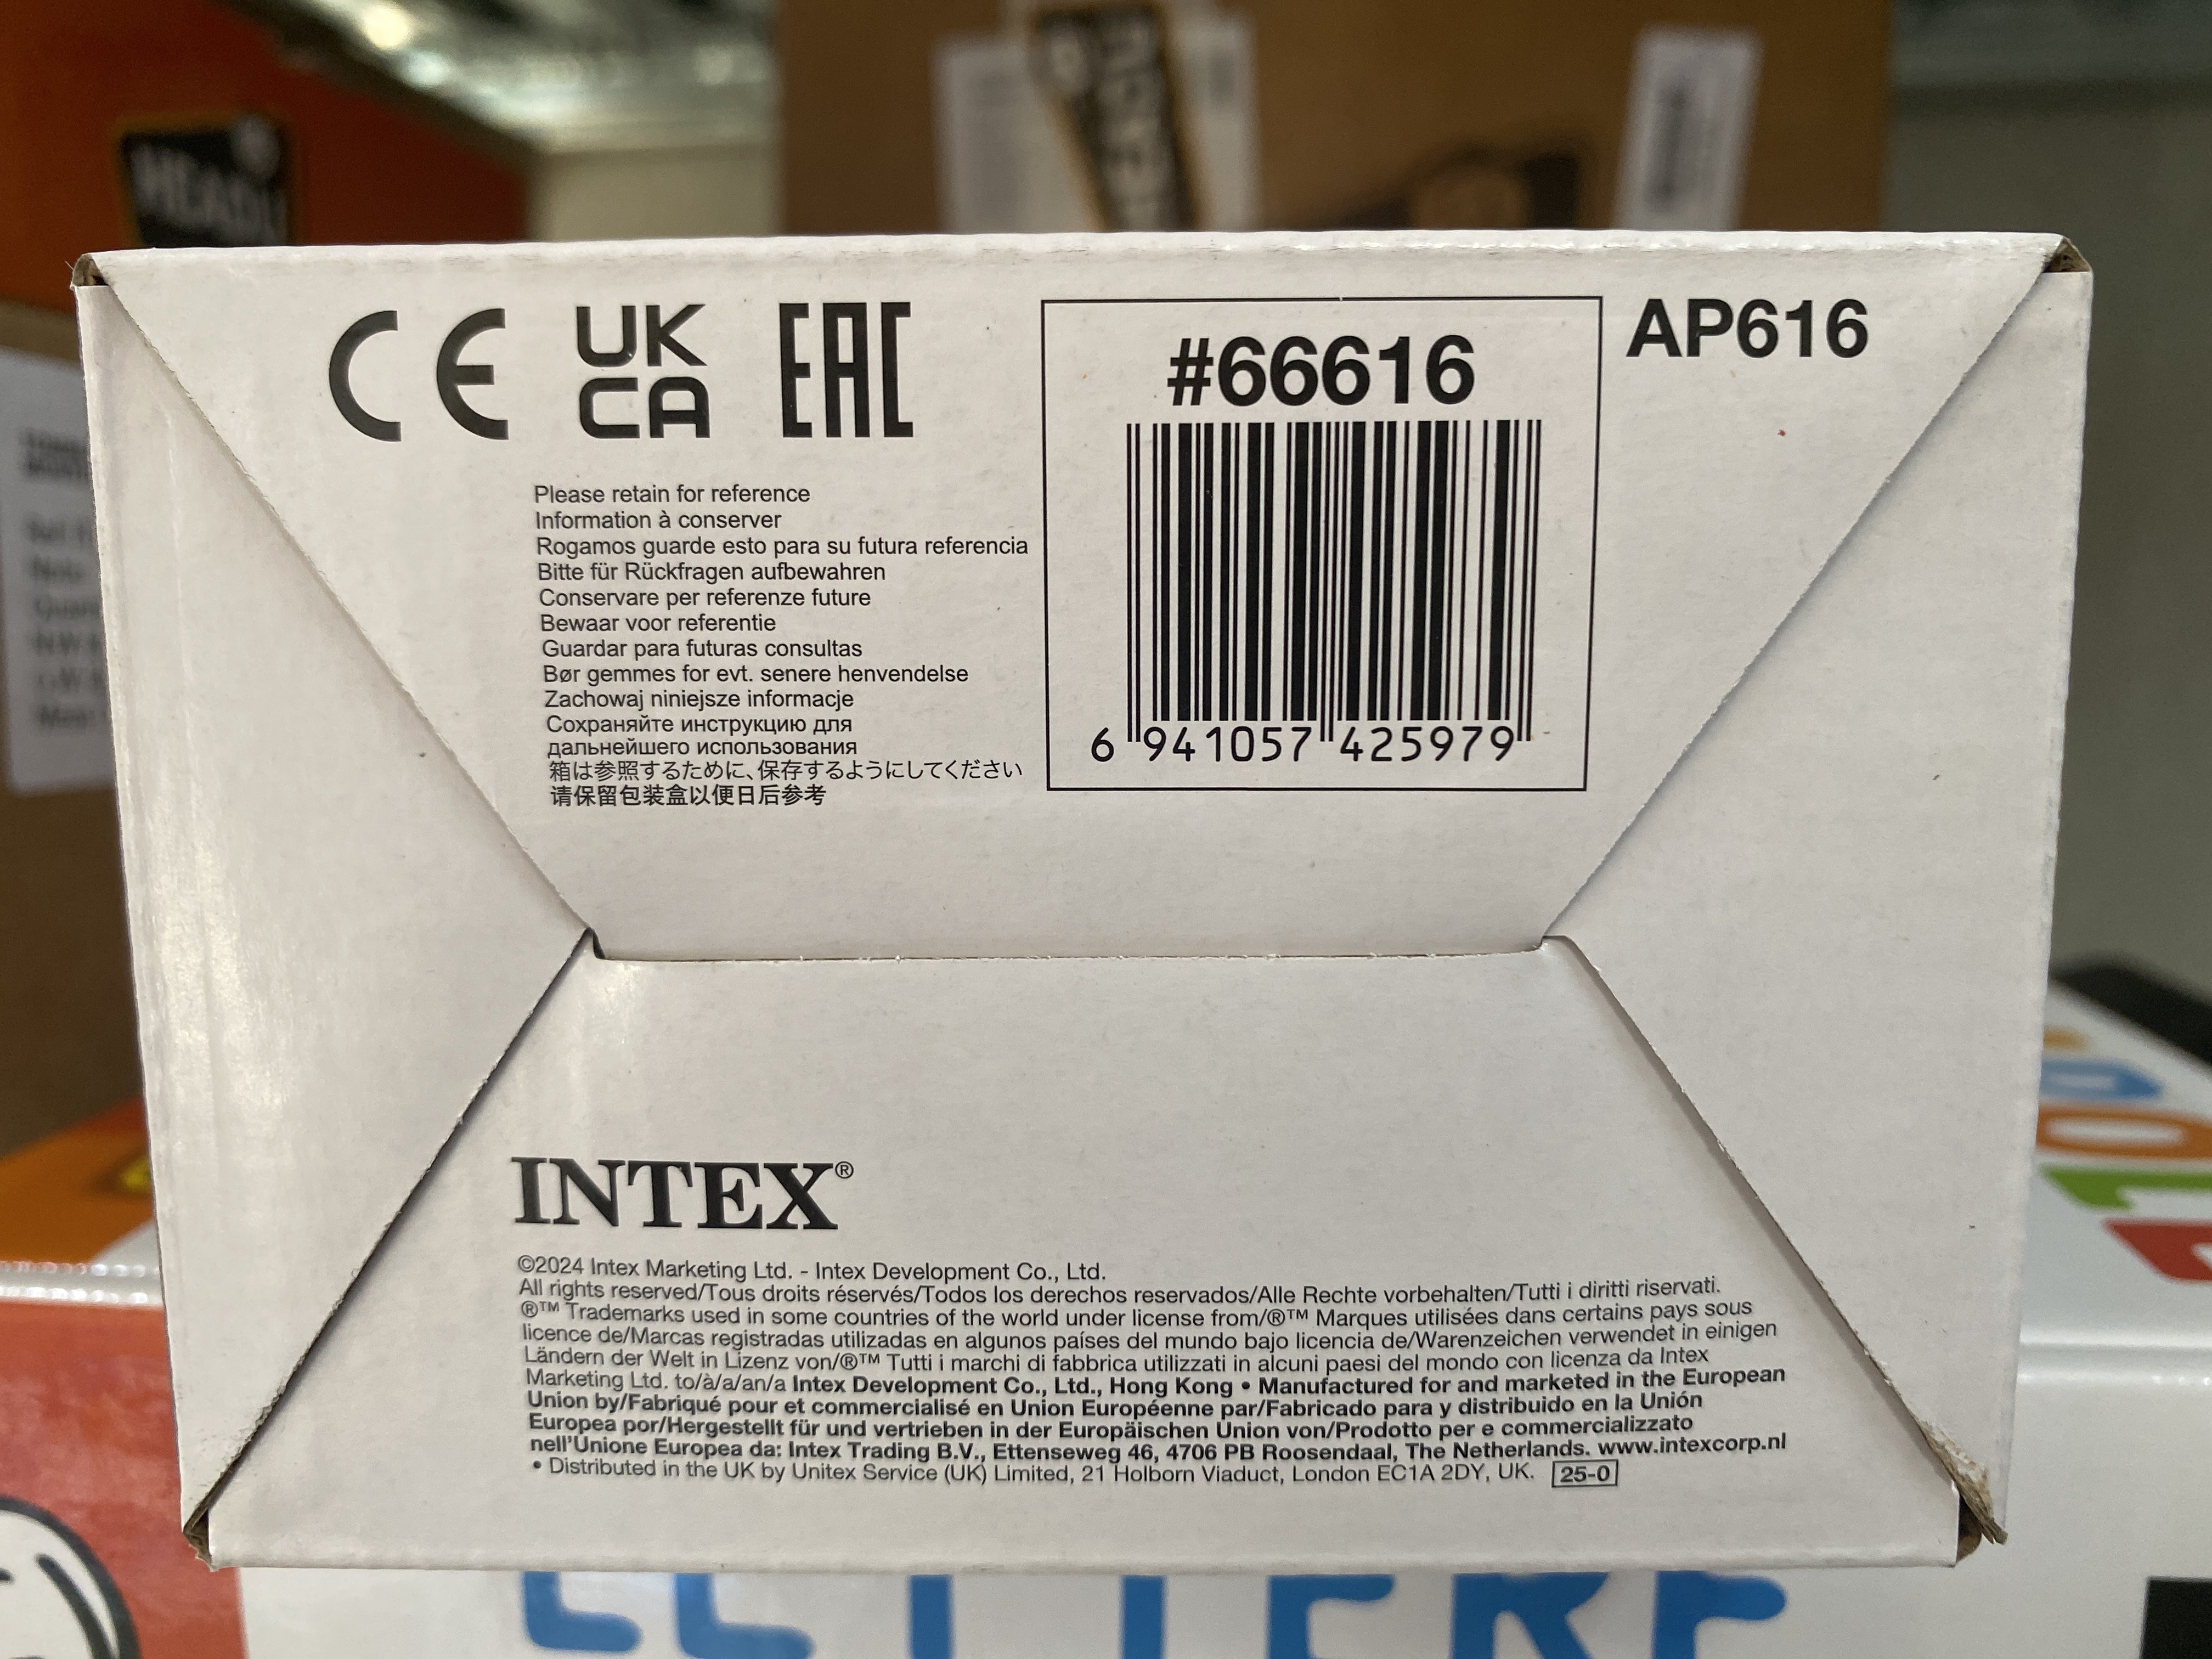 CE
UK
CA
EAC
#66616
AP616
6 941057 425979
Please retain for reference
Information à conserver
Rogamos guarde esto para su futura referencia
Bitte für Rückfragen aufbewahren
Conservare per referenze future
Bewaar voor referentie
Guardar para futuras consultas
Bør gemmes for evt. senere henvendelse
Zachowaj niniejsze informacje
Сохраняйте инструкцию для
дальнейшего использования
箱は参照するために、保存するようにしてください
请保留包装盒以便日后参考
INTEX®
©2024 Intex Marketing Ltd. - Intex Development Co., Ltd.
All rights reserved/Tous droits réservés/Todos los derechos reservados/Alle Rechte vorbehalten/Tutti i diritti riservati.
®™ Trademarks used in some countries of the world under license from/®™ Marques utilisées dans certains pays sous
licence de/Marcas registradas utilizadas en algunos países del mundo bajo licencia de/Warenzeichen verwendet in einigen
Ländern der Welt in Lizenz von/®™ Tutti i marchi di fabbrica utilizzati in alcuni paesi del mondo con licenza da Intex
Marketing Ltd. to/à/a/an/a Intex Development Co., Ltd., Hong Kong • Manufactured for and marketed in the European
Union by/Fabriqué pour et commercialisé en Union Européenne par/Fabricado para y distribuido en la Unión
Europea por/Hergestellt für und vertrieben in der Europäischen Union von/Prodotto per e commercializzato
nell'Unione Europea da: Intex Trading B.V., Ettenseweg 46, 4706 PB Roosendaal, The Netherlands. www.intexcorp.nl
• Distributed in the UK by Unitex Service (UK) Limited, 21 Holborn Viaduct, London EC1A 2DY, UK. 25-0